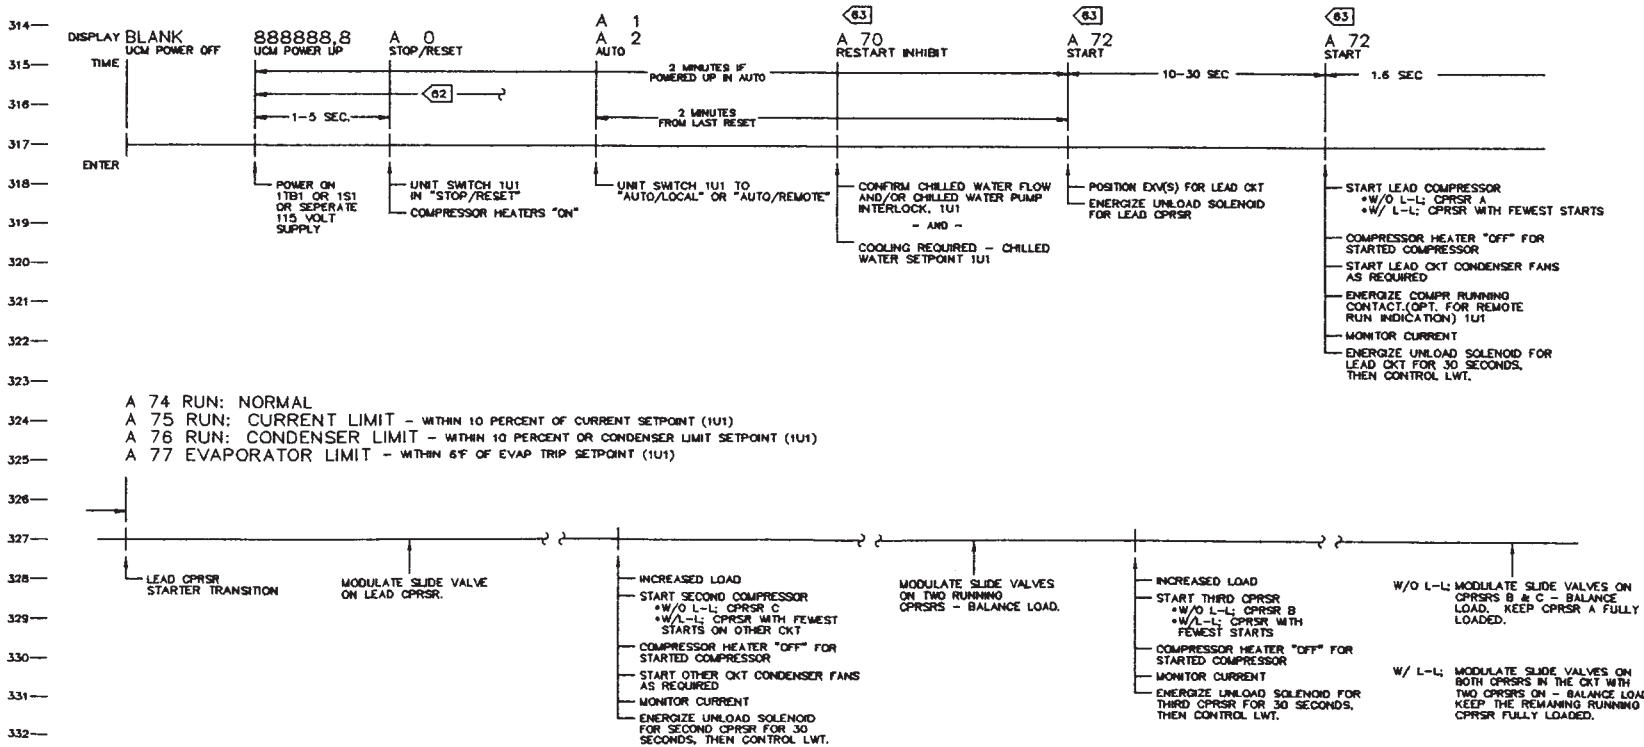 314
315
316
317
318
319
320
321
322
323
324
325
326
327
328
329
330
331
332
DISPLAY BLANK
UCM POWER OFF
TIME
ENTER
888888,8
UCM POWER UP
A 0
STOP/RESET
A 1
A 2
AUTO
63
A 70
RESTART INHIBIT
63
A 72
START
63
A 72
START
2 MINUTES IF
POWERED UP IN AUTO
10-30 SEC
1.6 SEC
62
1-5 SEC.
2 MINUTES
FROM LAST RESET
POWER ON
1TB1 OR 1S1
OR SEPERATE
115 VOLT
SUPPLY
UNIT SWITCH 1U1
IN "STOP/RESET"
COMPRESSOR HEATERS "ON"
UNIT SWITCH 1U1 TO
"AUTO/LOCAL" OR "AUTO/REMOTE"
CONFIRM CHILLED WATER FLOW
AND/OR CHILLED WATER PUMP
INTERLOCK, 1U1
- AND -
COOLING REQUIRED - CHILLED
WATER SETPOINT 1U1
POSITION EXV(S) FOR LEAD CKT
ENERGIZE UNLOAD SOLENOID
FOR LEAD CPRSR
START LEAD COMPRESSOR
*W/O L-L; CPRSR A
*W/ L-L; CPRSR WITH FEWEST STARTS
COMPRESSOR HEATER "OFF" FOR
STARTED COMPRESSOR
START LEAD CKT CONDENSER FANS
AS REQUIRED
ENERGIZE COMPR RUNNING
CONTACT.(OPT. FOR REMOTE
RUN INDICATION) 1U1
MONITOR CURRENT
ENERGIZE UNLOAD SOLENOID FOR
LEAD CKT FOR 30 SECONDS,
THEN CONTROL LWT.
A 74 RUN: NORMAL
A 75 RUN: CURRENT LIMIT - WITHIN 10 PERCENT OF CURRENT SETPOINT (1U1)
A 76 RUN: CONDENSER LIMIT - WITHIN 10 PERCENT OR CONDENSER LIMIT SETPOINT (1U1)
A 77 EVAPORATOR LIMIT - WITHIN 6°F OF EVAP TRIP SETPOINT (1U1)
LEAD CPRSR
STARTER TRANSITION
MODULATE SLIDE VALVE
ON LEAD CPRSR.
INCREASED LOAD
START SECOND COMPRESSOR
*W/O L-L; CPRSR C
*W/L-L; CPRSR WITH FEWEST
STARTS ON OTHER CKT
COMPRESSOR HEATER "OFF" FOR
STARTED COMPRESSOR
START OTHER CKT CONDENSER FANS
AS REQUIRED
MONITOR CURRENT
ENERGIZE UNLOAD SOLENOID
FOR SECOND CPRSR FOR 30
SECONDS, THEN CONTROL LWT.
MODULATE SLIDE VALVES
ON TWO RUNNING
CPRSRS - BALANCE LOAD.
INCREASED LOAD
START THIRD CPRSR
*W/O L-L; CPRSR B
*W/L-L; CPRSR WITH
FEWEST STARTS
COMPRESSOR HEATER "OFF" FOR
STARTED COMPRESSOR
MONITOR CURRENT
ENERGIZE UNLOAD SOLENOID FOR
THIRD CPRSR FOR 30 SECONDS,
THEN CONTROL LWT.
W/O L-L; MODULATE SLIDE VALVES ON
CPRSRS B & C - BALANCE
LOAD. KEEP CPRSR A FULLY
LOADED.
W/ L-L; MODULATE SLIDE VALVES ON
BOTH CPRSRS IN THE CKT WITH
TWO CPRSRS ON - BALANCE LOAD
KEEP THE REMANING RUNNING
CPRSR FULLY LOADED.